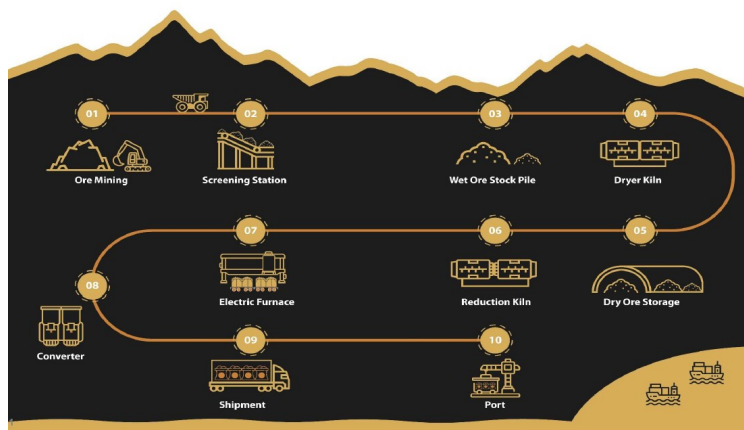 01
02
03
04
Ore Mining
Screening Station
Wet Ore Stock Pile
Dryer Kiln
07
06
05
Electric Furnace
Reduction Kiln
Dry Ore Storage
08
Converter
09
10
Shipment
Port